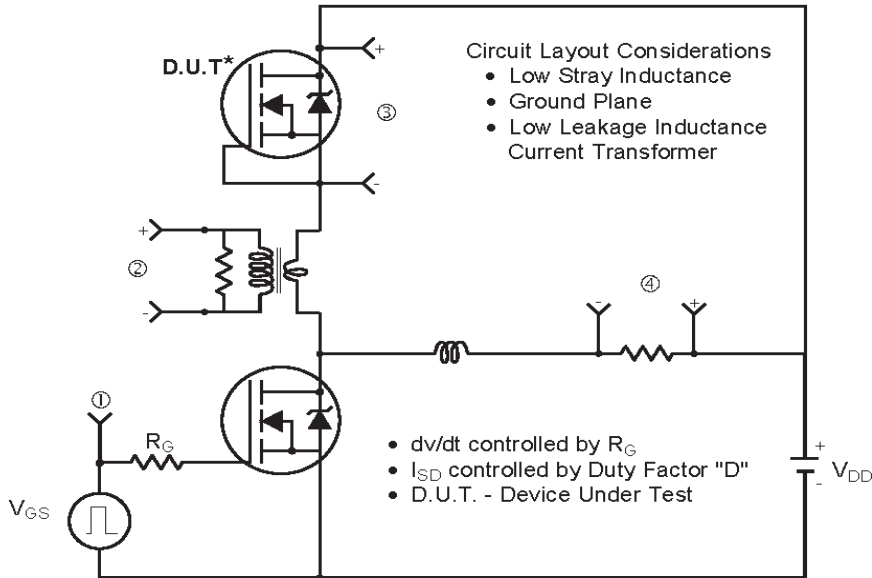 D.U.T*
+
③
-
Circuit Layout Considerations
• Low Stray Inductance
• Ground Plane
• Low Leakage Inductance
Current Transformer
+
②
-
④
-
+
①
RG
VGS
• dv/dt controlled by RG
• ISD controlled by Duty Factor "D"
• D.U.T. - Device Under Test
+
VDD
-